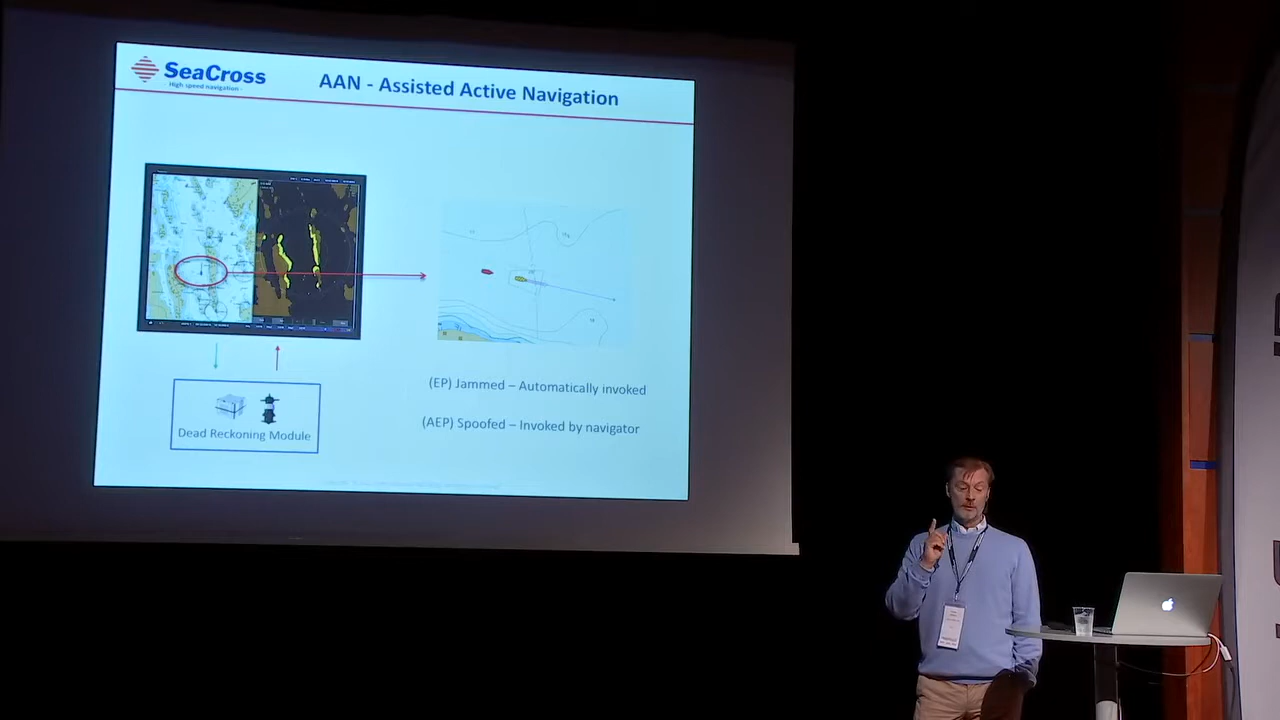 SeaCross
- High speed navigation -
AAN - Assisted Active Navigation
(EP) Jammed – Automatically invoked
(AEP) Spoofed – Invoked by navigator
Dead Reckoning Module